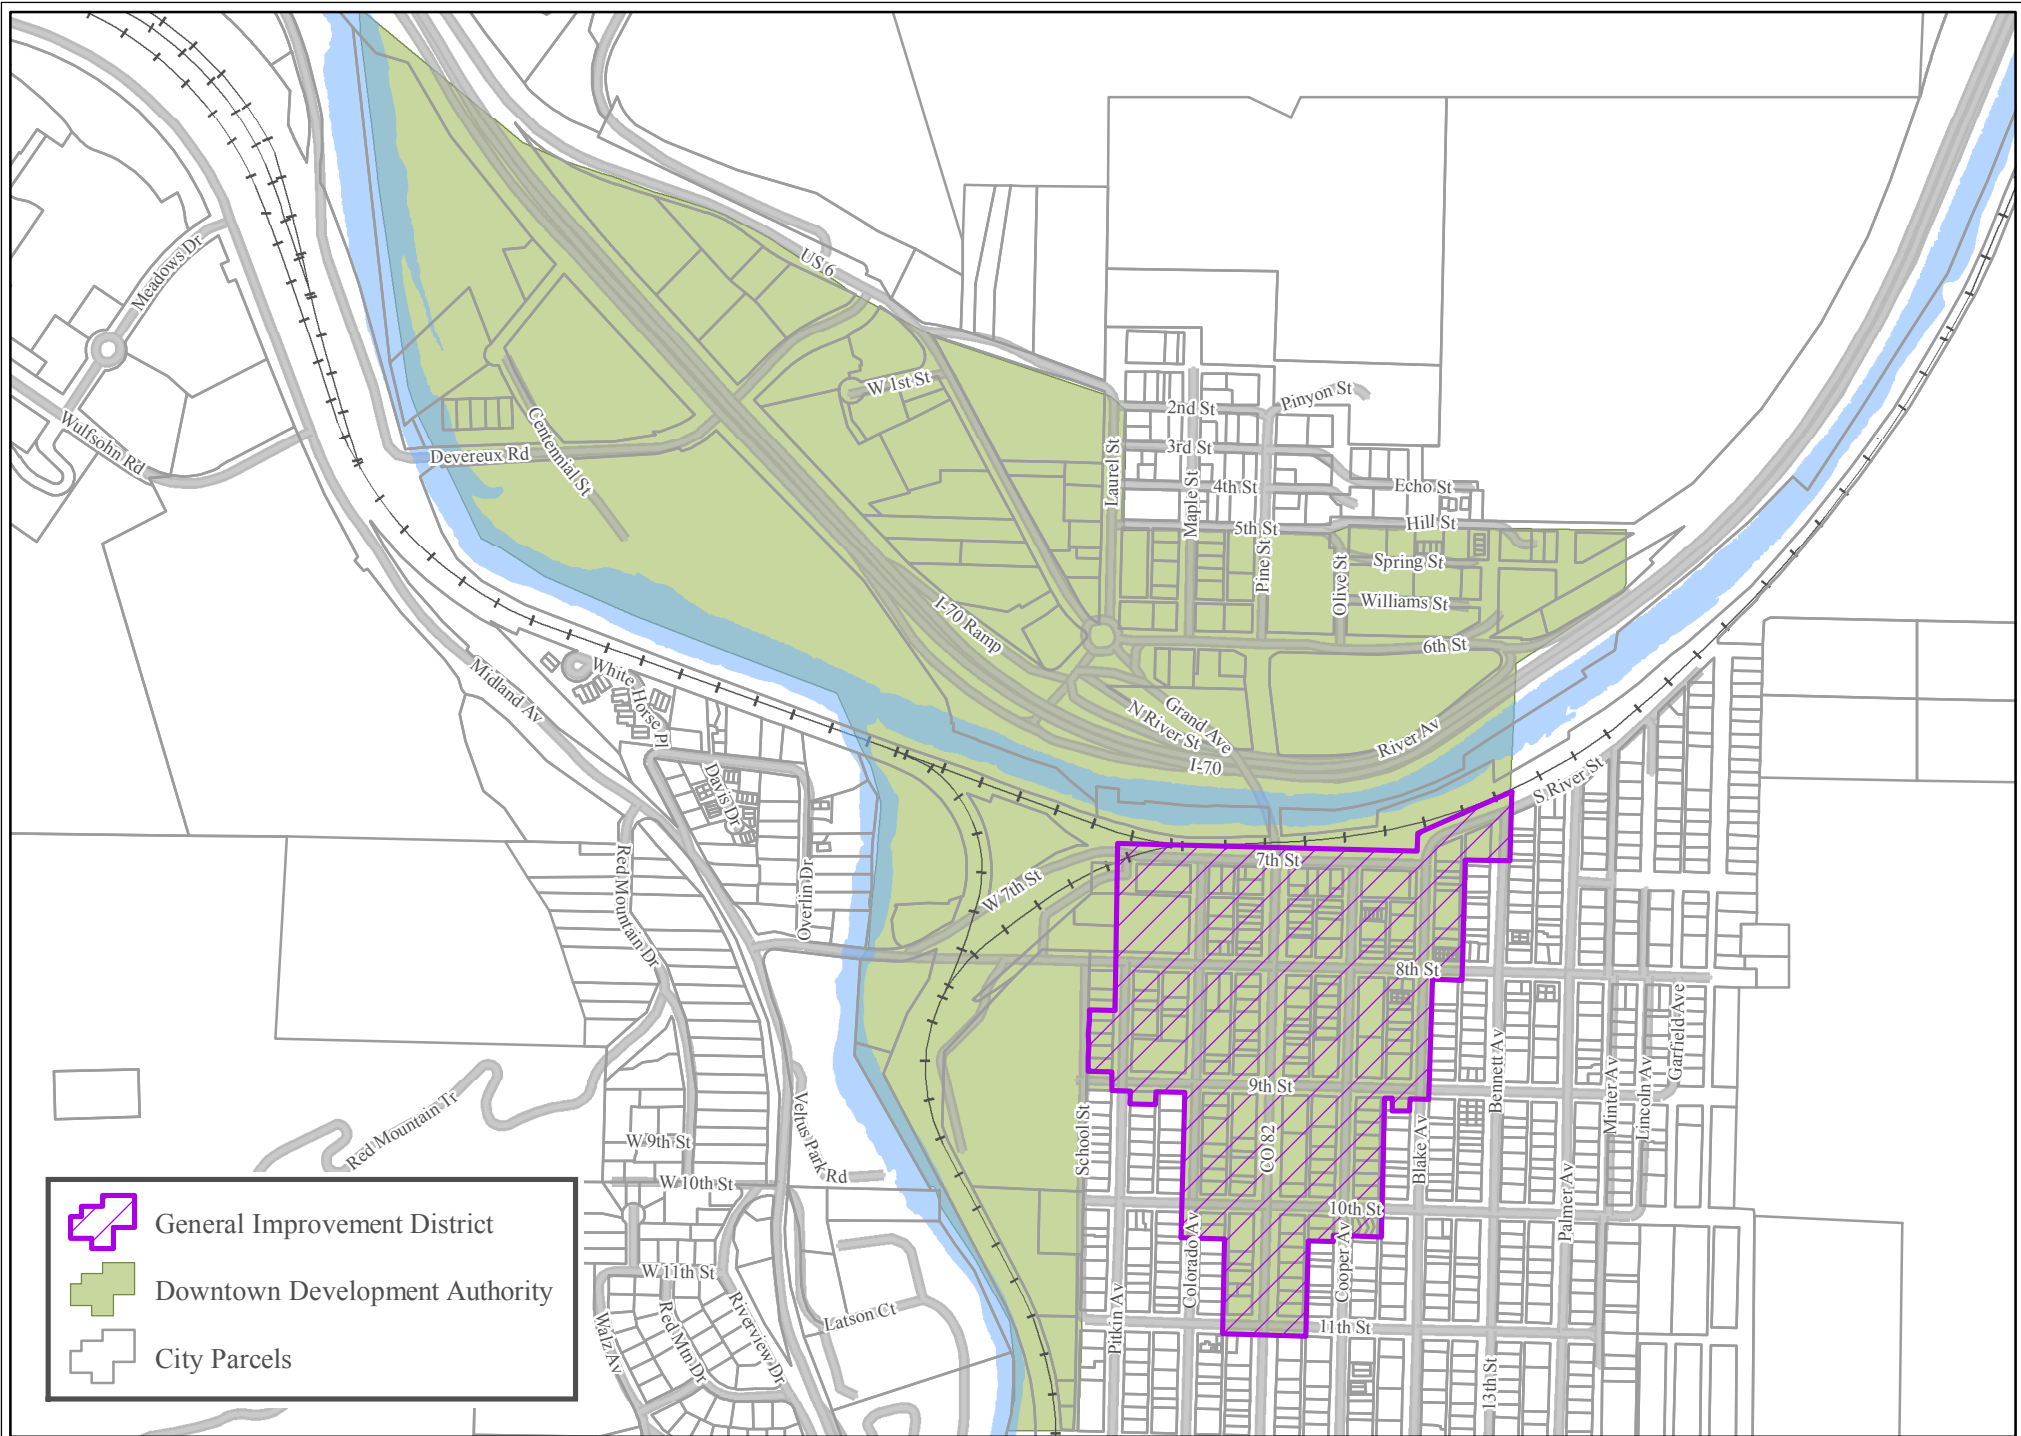 Meadows Dr
US 6
W 1st St
Pinyon St
2nd St
3rd St
Wulfsohn Rd
Centennial St
Devereux Rd
Laurel St
Maple St
4th St
Echo St
Hill St
5th St
Pine St
Olive St
Spring St
Williams St
I-70 Ramp
6th St
White Horse Pl
Midland Av
Grand Ave
N River St
River Av
I-70
Davis Dr
S River St
Red Mountain Dr
Overlin Dr
W 7th St
7th St
8th St
Garfield Ave
Bennett Av
9th St
Minter Av
Lincoln Av
Red Mountain Tr
Veltus Park Rd
School St
CO 82
Blake Av
W 9th St
W 10th St
Palmer Av
10th St
General Improvement District
Colorado Av
Cooper Av
W 11th St
Downtown Development Authority
Pitkin Av
Walz Av
Red Mtn Dr
Riverview Dr
Latson Ct
11th St
City Parcels
13th St